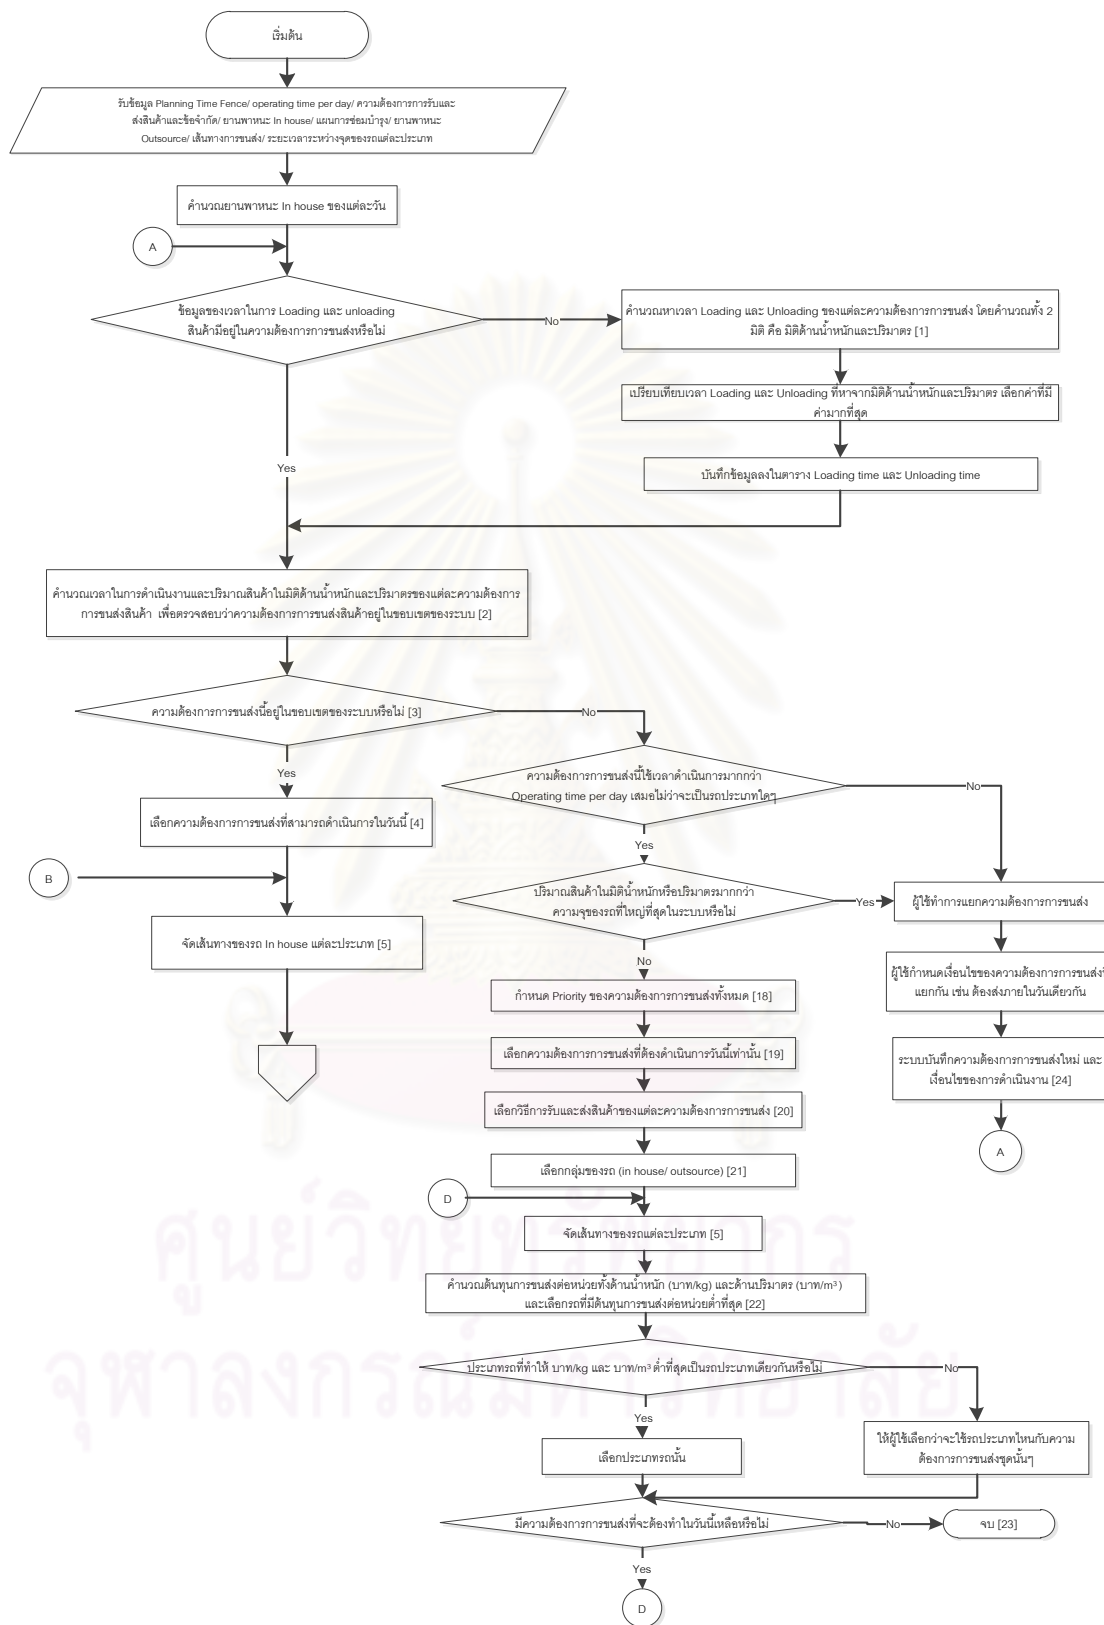 เริ่มต้น
รับข้อมูล Planning Time Fence/ operating time per day/ ความต้องการการรับและ
ส่งสินค้าและข้อจำกัด/ ยานพาหนะ In house/ แผนการซ่อมบำรุง/ ยานพาหนะ
Outsource/ เส้นทางการขนส่ง/ ระยะเวลาระหว่างจุดของรถแต่ละประเภท
คำนวณยานพาหนะ In house ของแต่ละวัน
A
ข้อมูลของเวลาในการ Loading และ unloading
สินค้ามีอยู่ในความต้องการการขนส่งหรือไม่
No
คำนวณหาเวลา Loading และ Unloading ของแต่ละความต้องการการขนส่ง โดยคำนวณทั้ง 2
มิติ คือ มิติด้านน้ำหนักและปริมาตร [1]
เปรียบเทียบเวลา Loading และ Unloading ที่หาจากมิติด้านน้ำหนักและปริมาตร เลือกค่าที่มี
ค่ามากที่สุด
Yes
บันทึกข้อมูลลงในตาราง Loading time และ Unloading time
คำนวณเวลาในการดำเนินงานและปริมาณสินค้าในมิติด้านน้ำหนักและปริมาตรของแต่ละความต้องการ
การขนส่งสินค้า เพื่อตรวจสอบว่าความต้องการการขนส่งสินค้าอยู่ในขอบเขตของระบบ [2]
ความต้องการการขนส่งนี้อยู่ในขอบเขตของระบบหรือไม่ [3]
No
Yes
ความต้องการการขนส่งนี้ใช้เวลาดำเนินการมากกว่า
Operating time per day เสมอไม่ว่าจะเป็นรถประเภทใดๆ
No
เลือกความต้องการการขนส่งที่สามารถดำเนินการในวันนี้ [4]
Yes
B
ปริมาณสินค้าในมิติน้ำหนักหรือปริมาตรมากกว่า
ความจุของรถที่ใหญ่ที่สุดในระบบหรือไม่
Yes
ผู้ใช้ทำการแยกความต้องการการขนส่ง
จัดเส้นทางของรถ In house แต่ละประเภท [5]
No
ผู้ใช้กำหนดเงื่อนไขของความต้องการการขนส่งที่
แยกกัน เช่น ต้องส่งภายในวันเดียวกัน
กำหนด Priority ของความต้องการการขนส่งทั้งหมด [18]
เลือกความต้องการการขนส่งที่ต้องดำเนินการวันนี้เท่านั้น [19]
ระบบบันทึกความต้องการการขนส่งใหม่ และ
เงื่อนไขของการดำเนินงาน [24]
เลือกวิธีการรับและส่งสินค้าของแต่ละความต้องการการขนส่ง [20]
A
เลือกกลุ่มของรถ (in house/ outsource) [21]
D
จัดเส้นทางของรถแต่ละประเภท [5]
คำนวณต้นทุนการขนส่งต่อหน่วยทั้งด้านน้ำหนัก (บาท/kg) และด้านปริมาตร (บาท/m³)
และเลือกรถที่มีต้นทุนการขนส่งต่อหน่วยต่ำที่สุด [22]
ประเภทรถที่ทำให้ บาท/kg และ บาท/m³ ต่ำที่สุดเป็นรถประเภทเดียวกันหรือไม่
No
Yes
เลือกประเภทรถนั้น
ให้ผู้ใช้เลือกว่าจะใช้รถประเภทไหนกับความ
ต้องการการขนส่งชุดนั้นๆ
มีความต้องการการขนส่งที่จะต้องทำในวันนี้เหลือหรือไม่
No
จบ [23]
Yes
D
ศูนย์วิทยทรัพยากร
จุฬาลงกรณ์มหาวิทยาลัย